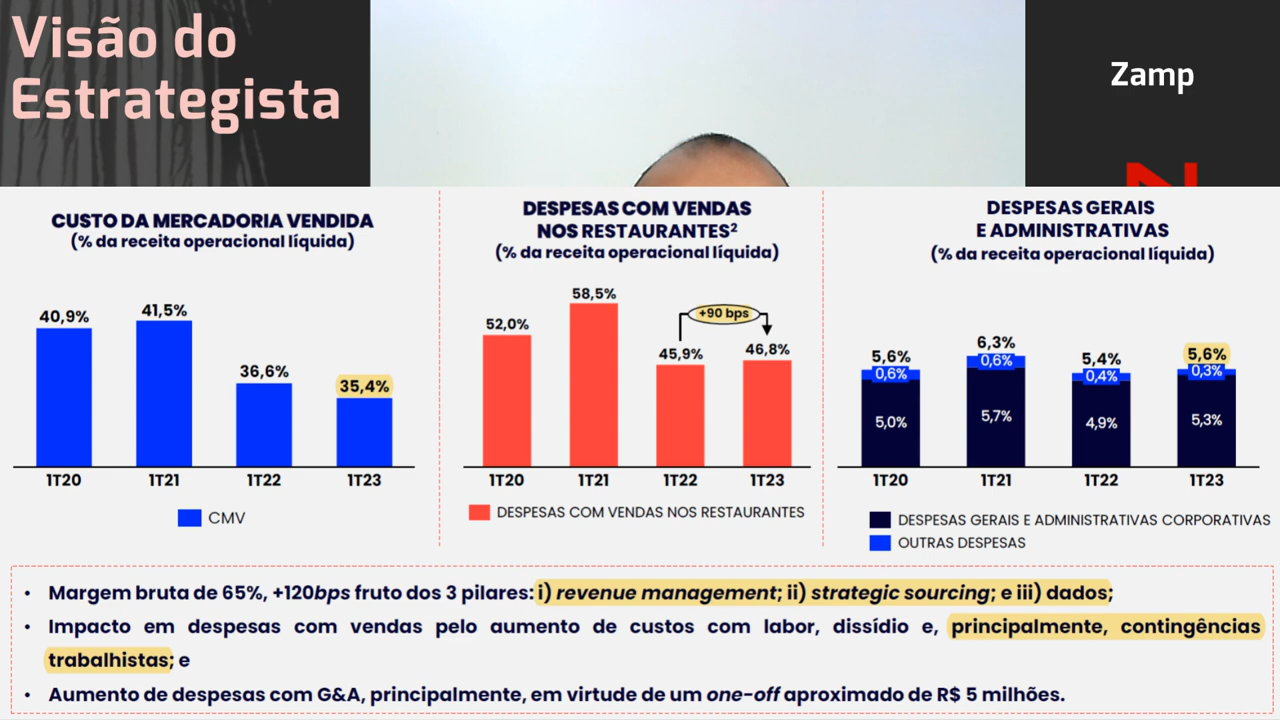 Visão do
Estrategista
Zamp
CUSTO DA MERCADORIA VENDIDA
(% da receita operacional líquida)
40,9%
41,5%
36,6%
35,4%
1T20
1T21
1T22
1T23
CMV
DESPESAS COM VENDAS
NOS RESTAURANTES²
(% da receita operacional líquida)
52,0%
58,5%
+90 bps
45,9%
46,8%
1T20
1T21
1T22
1T23
DESPESAS COM VENDAS NOS RESTAURANTES
DESPESAS GERAIS
E ADMINISTRATIVAS
(% da receita operacional líquida)
5,6%
0,6%
5,0%
6,3%
0,6%
5,7%
5,4%
0,4%
4,9%
5,6%
0,3%
5,3%
1T20
1T21
1T22
1T23
DESPESAS GERAIS E ADMINISTRATIVAS CORPORATIVAS
OUTRAS DESPESAS
• Margem bruta de 65%, +120bps fruto dos 3 pilares: i) revenue management; ii) strategic sourcing; e iii) dados;
• Impacto em despesas com vendas pelo aumento de custos com labor, dissídio e, principalmente, contingências
trabalhistas; e
• Aumento de despesas com G&A, principalmente, em virtude de um one-off aproximado de R$ 5 milhões.